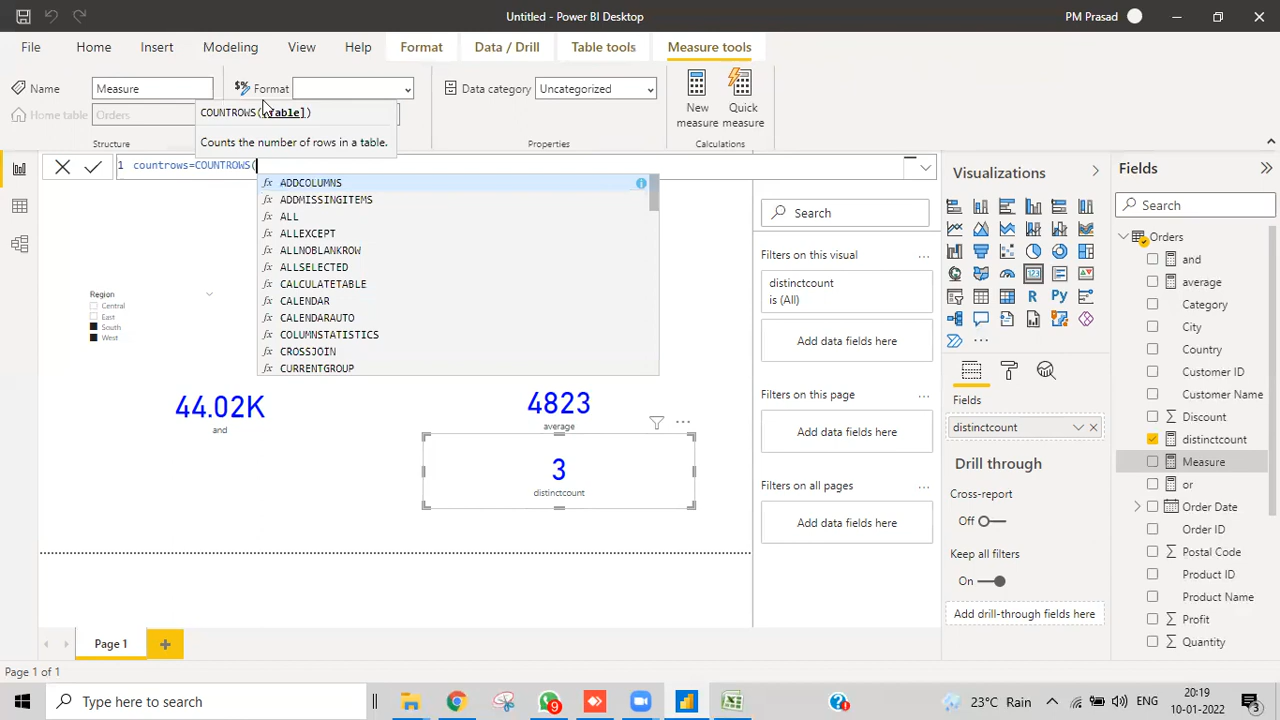 Untitled - Power BI Desktop
PM Prasad
File
Home
Insert
Modeling
View
Help
Format
Data / Drill
Table tools
Measure tools
Name
Measure
$% Format
Data category
Uncategorized
New measure
Quick measure
Home table
Orders
COUNTROWS([Table])
Counts the number of rows in a table.
Structure
Properties
Calculations
1 countrows=COUNTROWS(
ADDCOLUMNS
ADDMISSINGITEMS
ALL
ALLEXCEPT
ALLNOBLANKROW
ALLSELECTED
CALCULATETABLE
CALENDAR
CALENDARAUTO
COLUMNSTATISTICS
CROSSJOIN
CURRENTGROUP
Region
Central
East
South
West
44.02K
and
4823
average
3
distinctcount
Search
Filters on this visual
distinctcount
is (All)
Add data fields here
Filters on this page
Add data fields here
Filters on all pages
Add data fields here
Visualizations
R
Py
123
Fields
distinctcount
Drill through
Cross-report
Off
Keep all filters
On
Add drill-through fields here
Fields
Search
Orders
and
average
Category
City
Country
Customer ID
Customer Name
Discount
distinctcount
Measure
or
Order Date
Order ID
Postal Code
Product ID
Product Name
Profit
Quantity
Page 1
Page 1 of 1
Type here to search
9
23°C Rain
ENG
20:19
10-01-2022
3